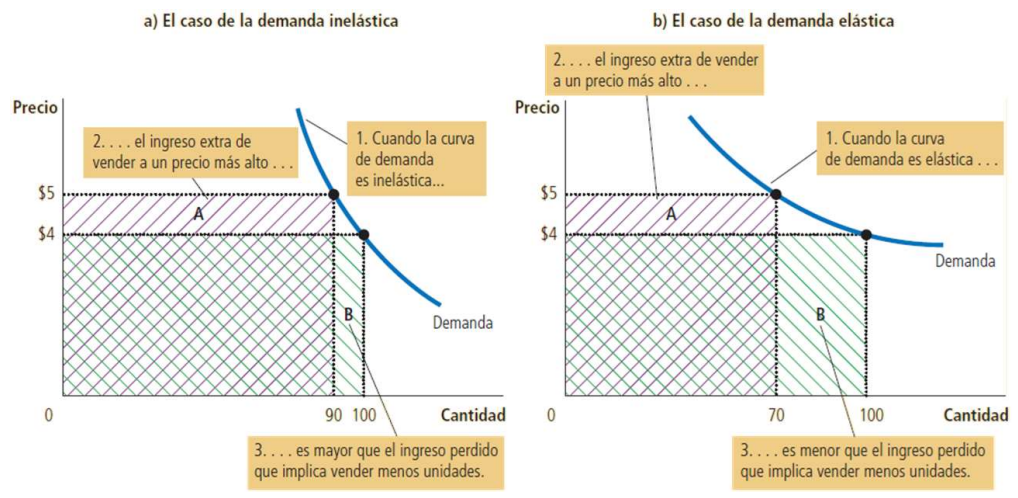 a) El caso de la demanda inelástica
Precio
2. . . . el ingreso extra de
vender a un precio más alto . . .
1. Cuando la curva
de demanda
es inelástica...
$5
A
$4
B
Demanda
0
90
100
Cantidad
3. . . . es mayor que el ingreso perdido
que implica vender menos unidades.
b) El caso de la demanda elástica
2. . . . el ingreso extra de vender
a un precio más alto . . .
Precio
1. Cuando la curva
de demanda es elástica . . .
$5
A
$4
Demanda
B
0
70
100
Cantidad
3. . . . es menor que el ingreso perdido
que implica vender menos unidades.